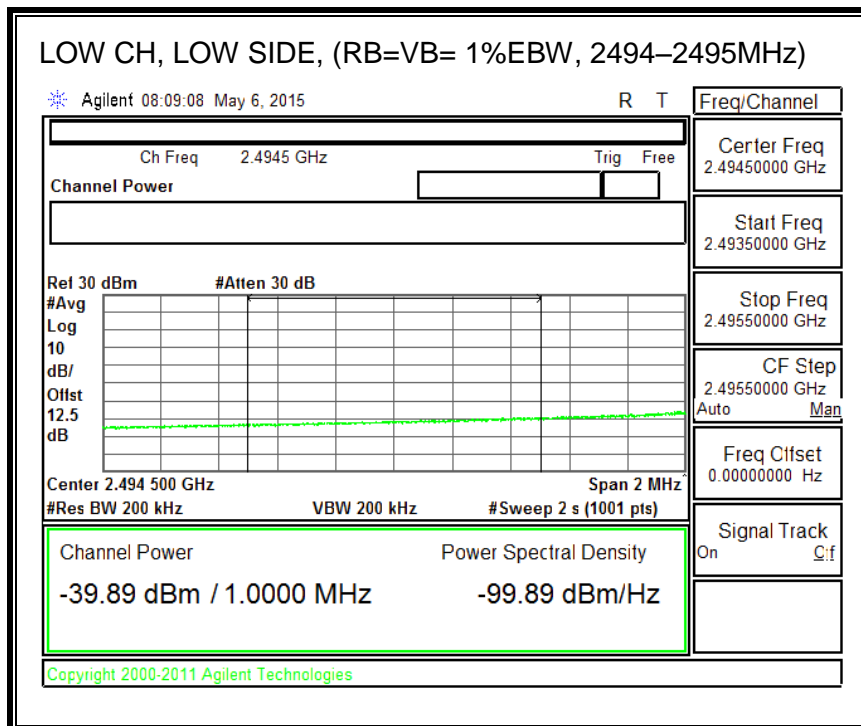 LOW CH, LOW SIDE, (RB=VB= 1%EBW, 2494–2495MHz)
Agilent 08:09:08 May 6, 2015 R T
Freq/Channel
Ch Freq 2.4945 GHz Trig Free
Channel Power
Center Freq
2.49450000 GHz
Start Freq
2.49350000 GHz
Stop Freq
2.49550000 GHz
CF Step
2.49550000 GHz
Auto Man
Freq Offset
0.00000000 Hz
Signal Track
On Off
Ref 30 dBm #Atten 30 dB
#Avg
Log
10
dB/
Offst
12.5
dB
Center 2.494 500 GHz Span 2 MHz
#Res BW 200 kHz VBW 200 kHz #Sweep 2 s (1001 pts)
Channel Power Power Spectral Density
-39.89 dBm / 1.0000 MHz -99.89 dBm/Hz
Copyright 2000-2011 Agilent Technologies